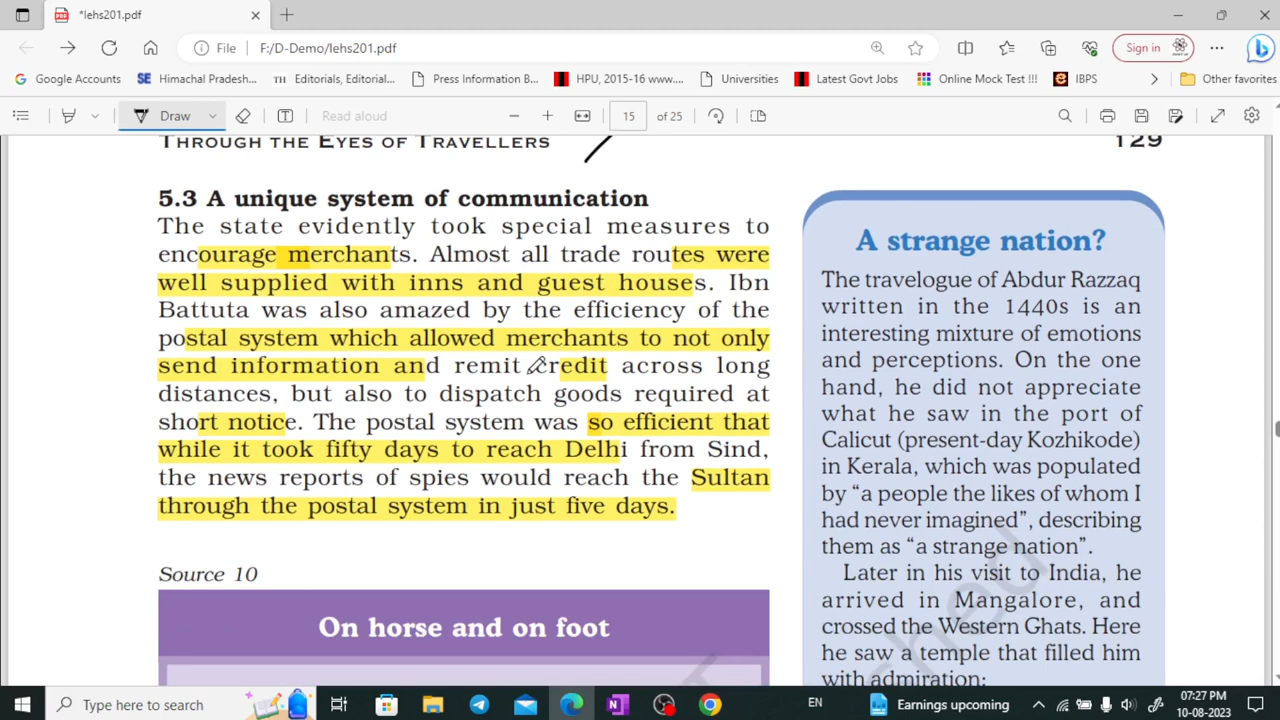 *lehs201.pdf
File
F:/D-Demo/lehs201.pdf
Sign in
Google Accounts
SE Himachal Pradesh...
TH Editorials, Editorial...
Press Information B...
HPU, 2015-16 www....
Universities
Latest Govt Jobs
Online Mock Test !!!
IBPS
Other favorites
Draw
Read aloud
15 of 25
THROUGH THE EYES OF TRAVELLERS
129
5.3 A unique system of communication
The state evidently took special measures to
encourage merchants. Almost all trade routes were
well supplied with inns and guest houses. Ibn
Battuta was also amazed by the efficiency of the
postal system which allowed merchants to not only
send information and remit credit across long
distances, but also to dispatch goods required at
short notice. The postal system was so efficient that
while it took fifty days to reach Delhi from Sind,
the news reports of spies would reach the Sultan
through the postal system in just five days.
Source 10
On horse and on foot
A strange nation?
The travelogue of Abdur Razzaq
written in the 1440s is an
interesting mixture of emotions
and perceptions. On the one
hand, he did not appreciate
what he saw in the port of
Calicut (present-day Kozhikode)
in Kerala, which was populated
by “a people the likes of whom I
had never imagined”, describing
them as “a strange nation”.
Later in his visit to India, he
arrived in Mangalore, and
crossed the Western Ghats. Here
he saw a temple that filled him
with admiration:
Type here to search
EN
Earnings upcoming
07:27 PM
10-08-2023